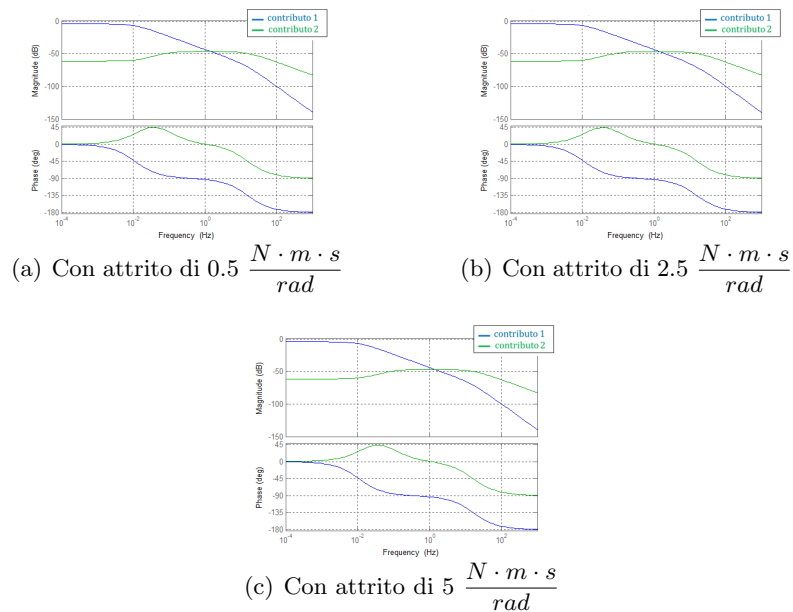 contributo 1
contributo 2
Magnitude (dB)
0
-50
-100
-150
Phase (deg)
45
0
-45
-90
-135
-180
10^-4
10^-2
10^0
10^2
Frequency (Hz)
(a) Con attrito di 0.5 N · m · s / rad
contributo 1
contributo 2
Magnitude (dB)
0
-50
-100
-150
Phase (deg)
45
0
-45
-90
-135
-180
10^-4
10^-2
10^0
10^2
Frequency (Hz)
(b) Con attrito di 2.5 N · m · s / rad
contributo 1
contributo 2
Magnitude (dB)
0
-50
-100
-150
Phase (deg)
45
0
-45
-90
-135
-180
10^-4
10^-2
10^0
10^2
Frequency (Hz)
(c) Con attrito di 5 N · m · s / rad